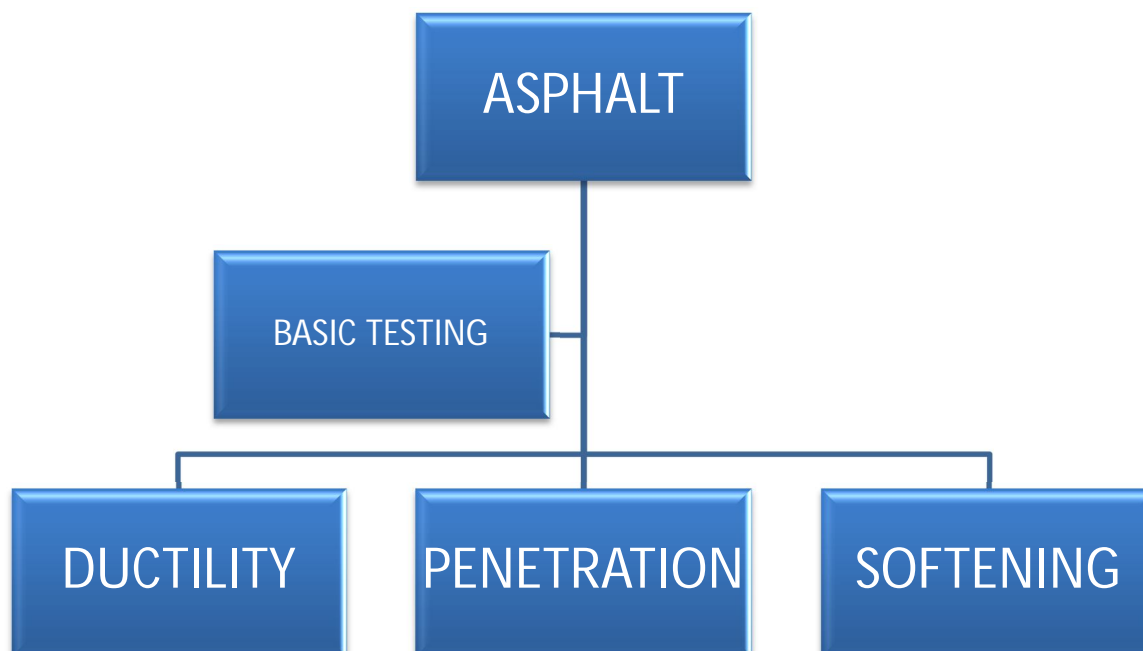 ASPHALT
BASIC TESTING
DUCTILITY
PENETRATION
SOFTENING